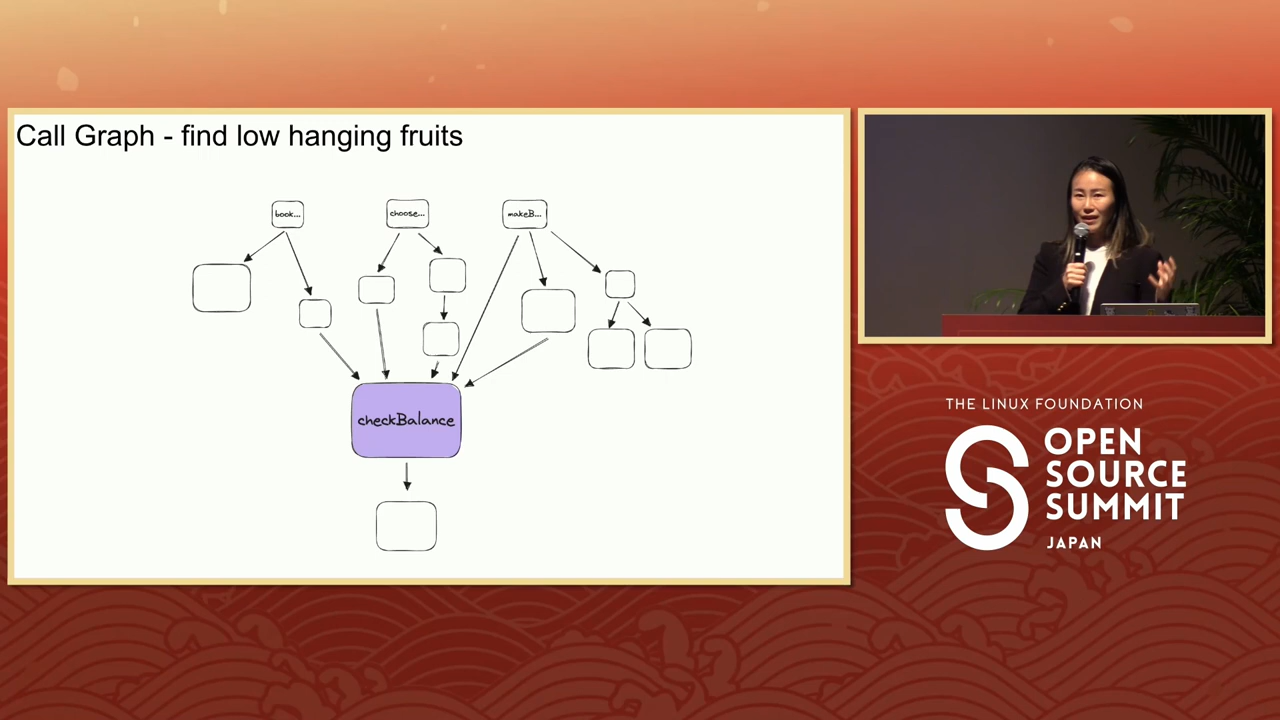 Call Graph - find low hanging fruits
book...
choose...
makeB...
checkBalance
THE LINUX FOUNDATION
OPEN
SOURCE
SUMMIT
JAPAN